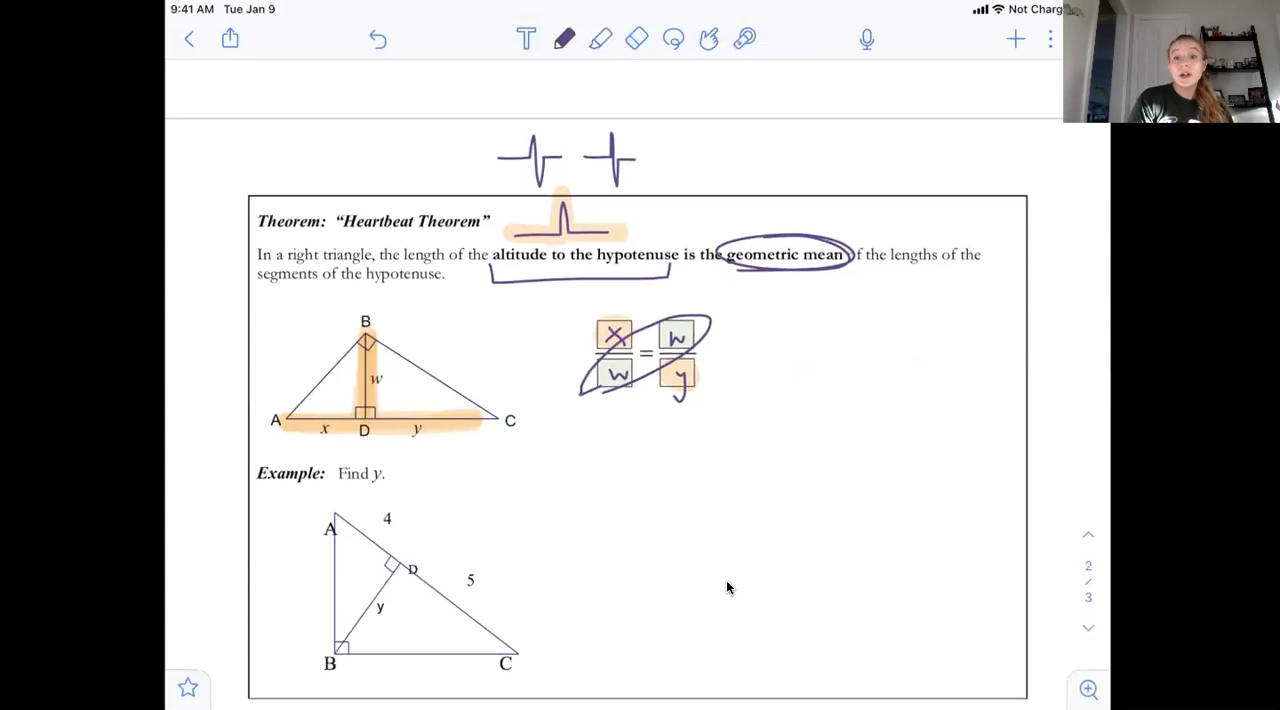 9:41 AM Tue Jan 9
Not Charg
T
Theorem: “Heartbeat Theorem”
In a right triangle, the length of the altitude to the hypotenuse is the geometric mean of the lengths of the
segments of the hypotenuse.
B
w
A
x
D
y
C
x
w
=
w
y
Example: Find y.
A
4
D
5
y
B
C
2
/
3